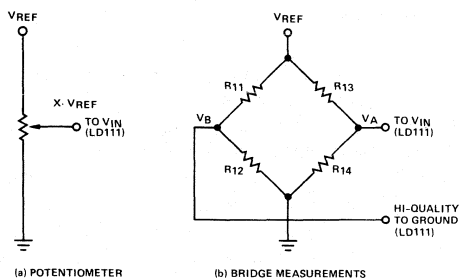 VREF
X · VREF
TO VIN
(LD111)
(a) POTENTIOMETER
VREF
R11
R13
VB
VA
TO VIN
(LD111)
R12
R14
HI-QUALITY
TO GROUND
(LD111)
(b) BRIDGE MEASUREMENTS